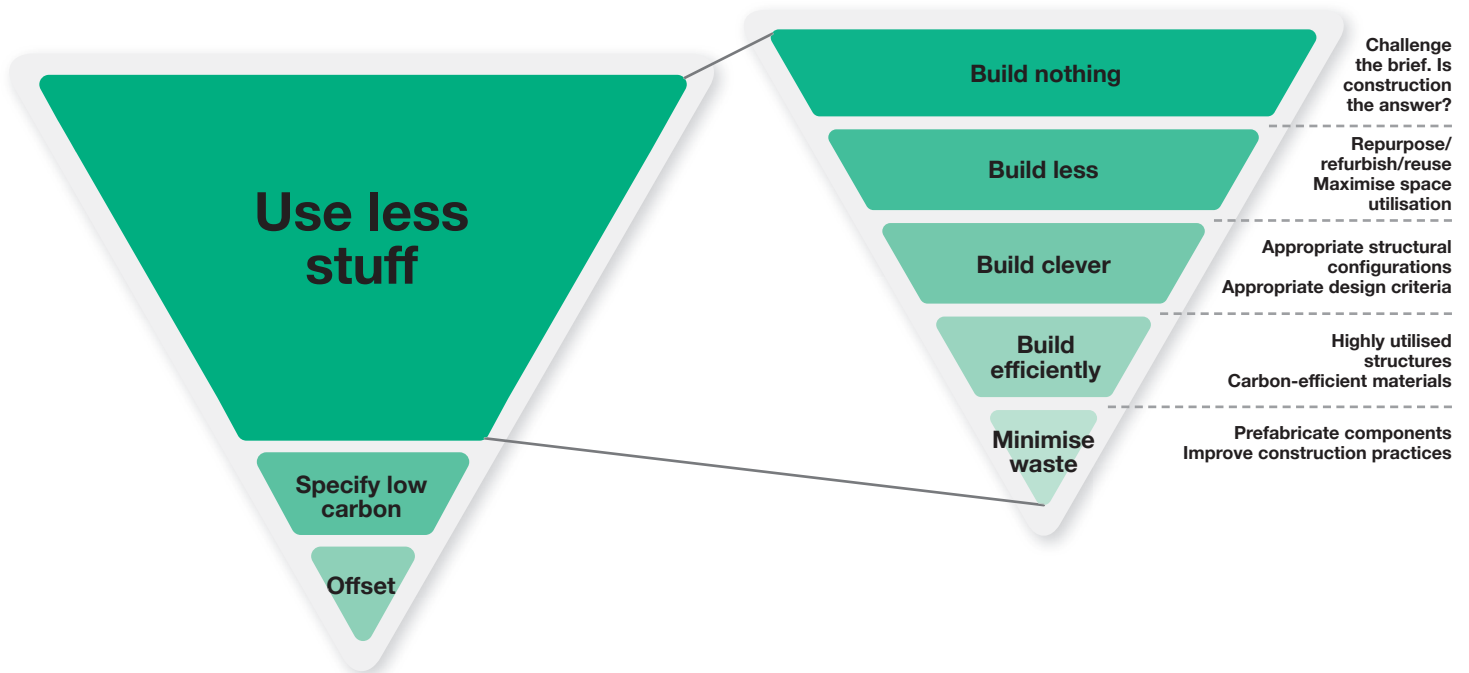 Use less
stuff
Specify low
carbon
Offset
Build nothing
Challenge
the brief. Is
construction
the answer?
Build less
Repurpose/
refurbish/reuse
Maximise space
utilisation
Build clever
Appropriate structural
configurations
Appropriate design criteria
Build
efficiently
Highly utilised
structures
Carbon-efficient materials
Minimise
waste
Prefabricate components
Improve construction practices